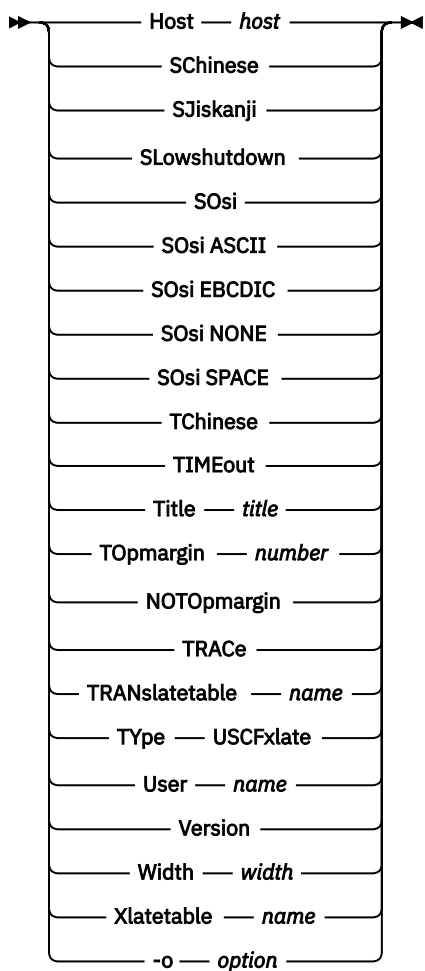 Host host
SChinese
SJiskanji
SLowshutdown
SOsi
SOsi ASCII
SOsi EBCDIC
SOsi NONE
SOsi SPACE
TChinese
TIMEout
Title title
TOpmargin number
NOTOpmargin
TRACe
TRANslatetable name
TYpe USCFxlate
User name
Version
Width width
Xlatetable name
-o option